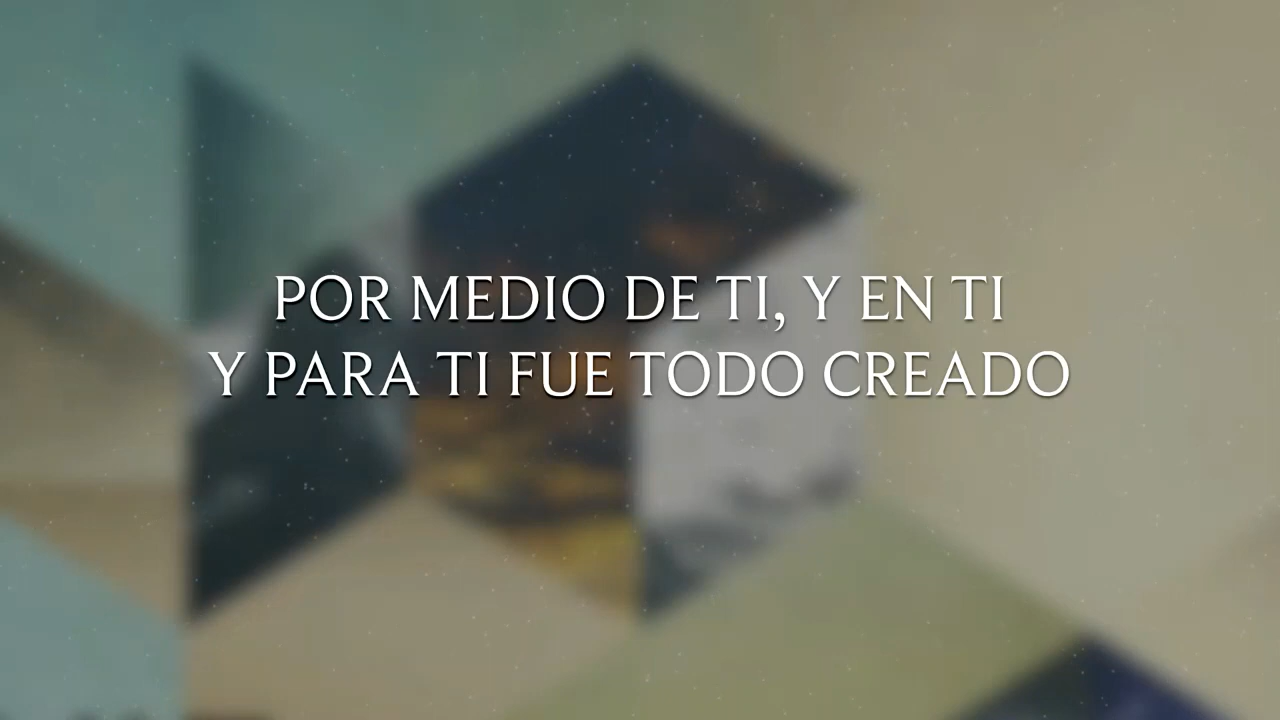 POR MEDIO DE TI, Y EN TI
Y PARA TI FUE TODO CREADO